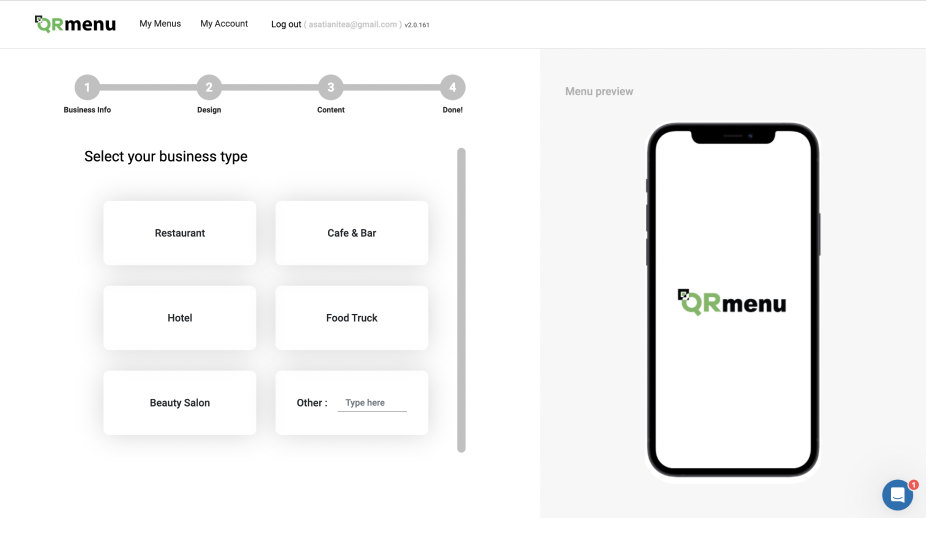 QRmenu My Menus My Account Log out ( asatianitea@gmail.com ) v2.0.161
1 2 3 4
Business Info Design Content Done!
Menu preview
Select your business type
Restaurant Cafe & Bar
Hotel Food Truck
QRmenu
Beauty Salon Other : Type here
1